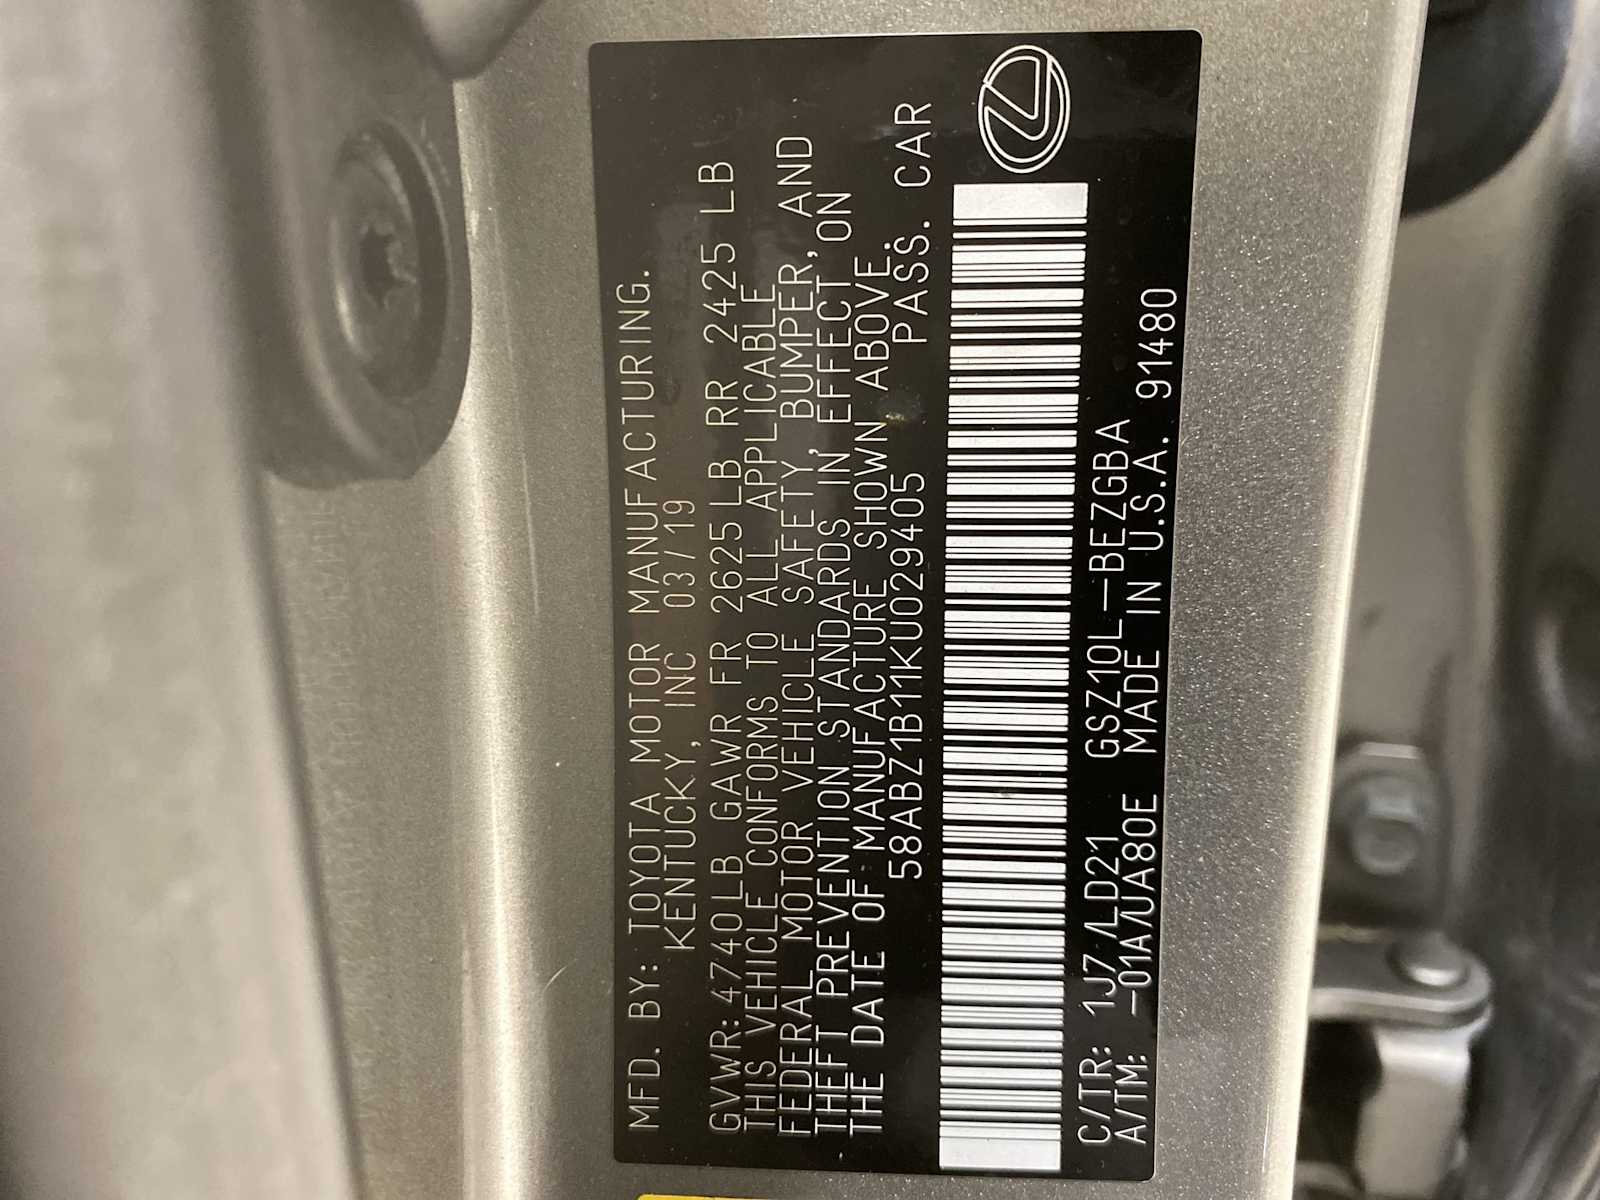 MFD. BY: TOYOTA MOTOR MANUFACTURING.
KENTUCKY, INC 03/19
GVWR: 4740LB GAWR FR 2625LB RR 2425 LB
THIS VEHICLE CONFORMS TO ALL APPLICABLE
FEDERAL MOTOR VEHICLE SAFETY, BUMPER, AND
THEFT PREVENTION STANDARDS IN EFFECT ON
THE DATE OF MANUFACTURE SHOWN ABOVE.
58ABZ1B11KU029405 PASS. CAR
C/TR: 1J7/LD21 GSZ10L-BEZGBA
A/TM: -01A/UA80E MADE IN U.S.A. 91480